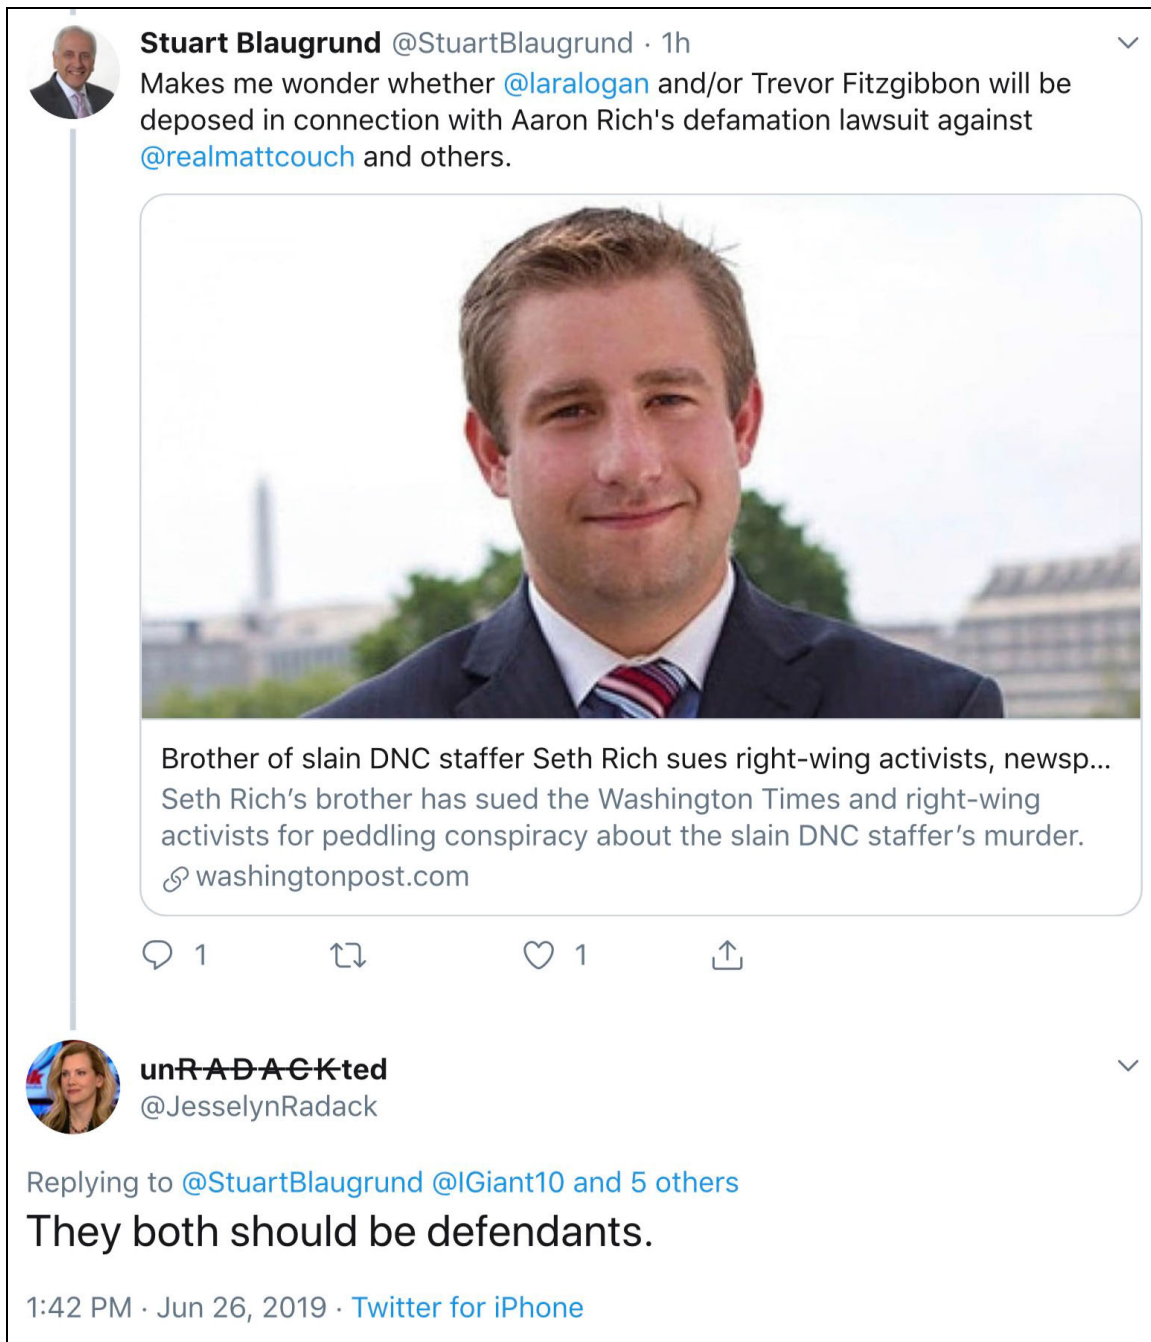 Stuart Blaugrund @StuartBlaugrund · 1h
Makes me wonder whether @laralogan and/or Trevor Fitzgibbon will be
deposed in connection with Aaron Rich's defamation lawsuit against
@realmattcouch and others.
Brother of slain DNC staffer Seth Rich sues right-wing activists, newsp...
Seth Rich’s brother has sued the Washington Times and right-wing
activists for peddling conspiracy about the slain DNC staffer’s murder.
washingtonpost.com
1 1
unR̶A̶D̶A̶C̶K̶ted
@JesselynRadack
Replying to @StuartBlaugrund @IGiant10 and 5 others
They both should be defendants.
1:42 PM · Jun 26, 2019 · Twitter for iPhone